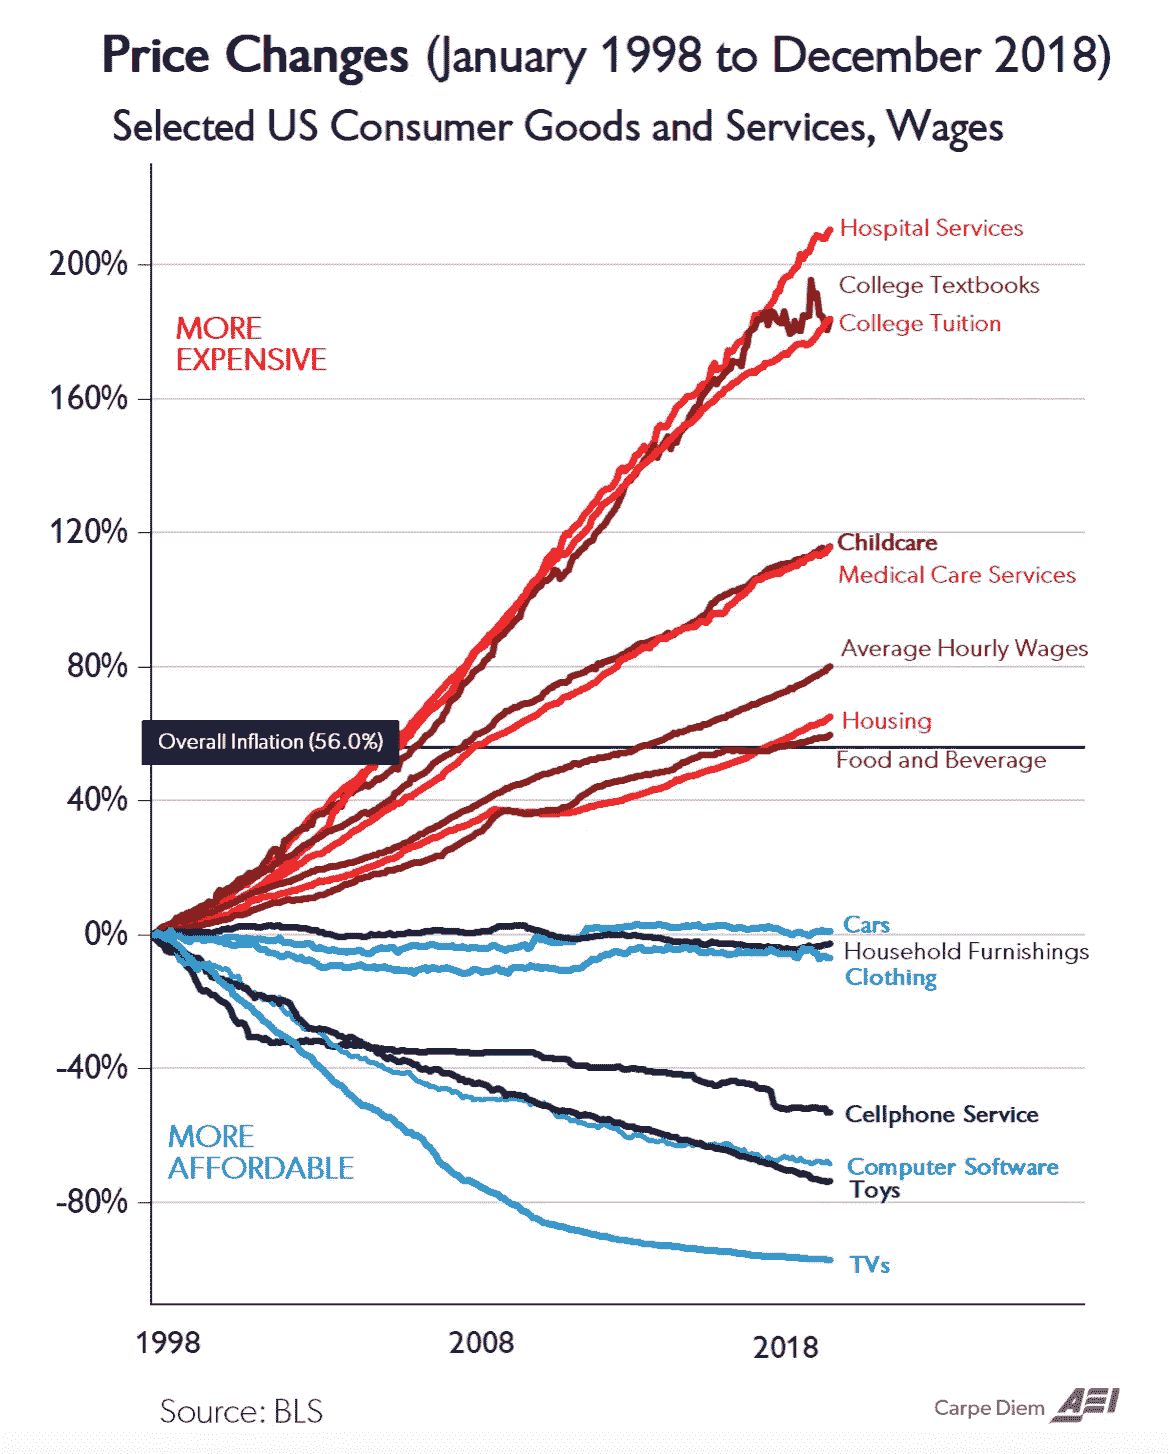 Price Changes (January 1998 to December 2018)
Selected US Consumer Goods and Services, Wages
Hospital Services
200%
College Textbooks
MORE
EXPENSIVE
College Tuition
160%
120%
Childcare
Medical Care Services
Average Hourly Wages
80%
Housing
Overall Inflation (56.0%)
Food and Beverage
40%
Cars
0%
Household Furnishings
Clothing
-40%
Cellphone Service
MORE
AFFORDABLE
Computer Software
Toys
-80%
TVs
1998
2008
2018
Source: BLS
Carpe Diem AEI